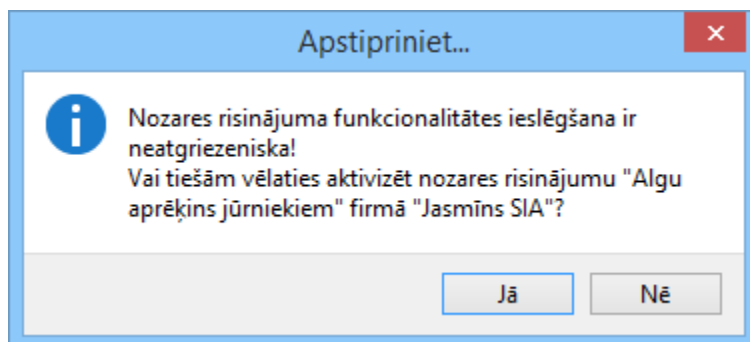 Apstipriniet...
Nozares risinājuma funkcionalitātes ieslēgšana ir
neatgriezeniska!
Vai tiešām vēlaties aktivizēt nozares risinājumu "Algu
aprēķins jūrniekiem" firmā "Jasmīns SIA"?
Jā
Nē